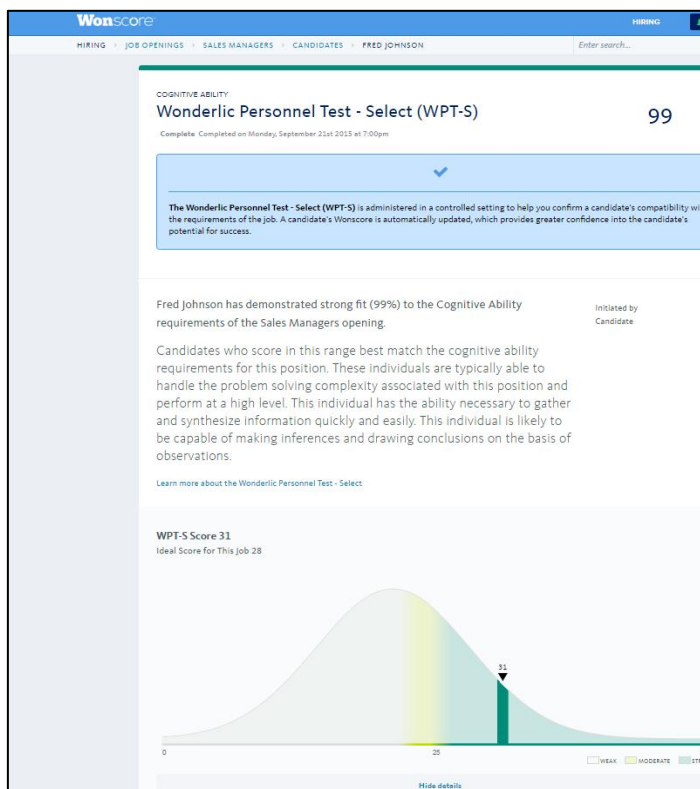 Wonscore
HIRING
HIRING > JOB OPENINGS > SALES MANAGERS > CANDIDATES > FRED JOHNSON
Enter search...
COGNITIVE ABILITY
Wonderlic Personnel Test - Select (WPT-S)
99
Complete Completed on Monday, September 21st 2015 at 7:00pm
The Wonderlic Personnel Test - Select (WPT-S) is administered in a controlled setting to help you confirm a candidate's compatibility wi
the requirements of the job. A candidate's Wonscore is automatically updated, which provides greater confidence into the candidate's
potential for success.
Fred Johnson has demonstrated strong fit (99%) to the Cognitive Ability
requirements of the Sales Managers opening.
Initiated by
Candidate
Candidates who score in this range best match the cognitive ability
requirements for this position. These individuals are typically able to
handle the problem solving complexity associated with this position and
perform at a high level. This individual has the ability necessary to gather
and synthesize information quickly and easily. This individual is likely to
be capable of making inferences and drawing conclusions on the basis of
observations.
Learn more about the Wonderlic Personnel Test - Select
WPT-S Score 31
Ideal Score for This Job 28
31
0
25
WEAK MODERATE STR
Hide details